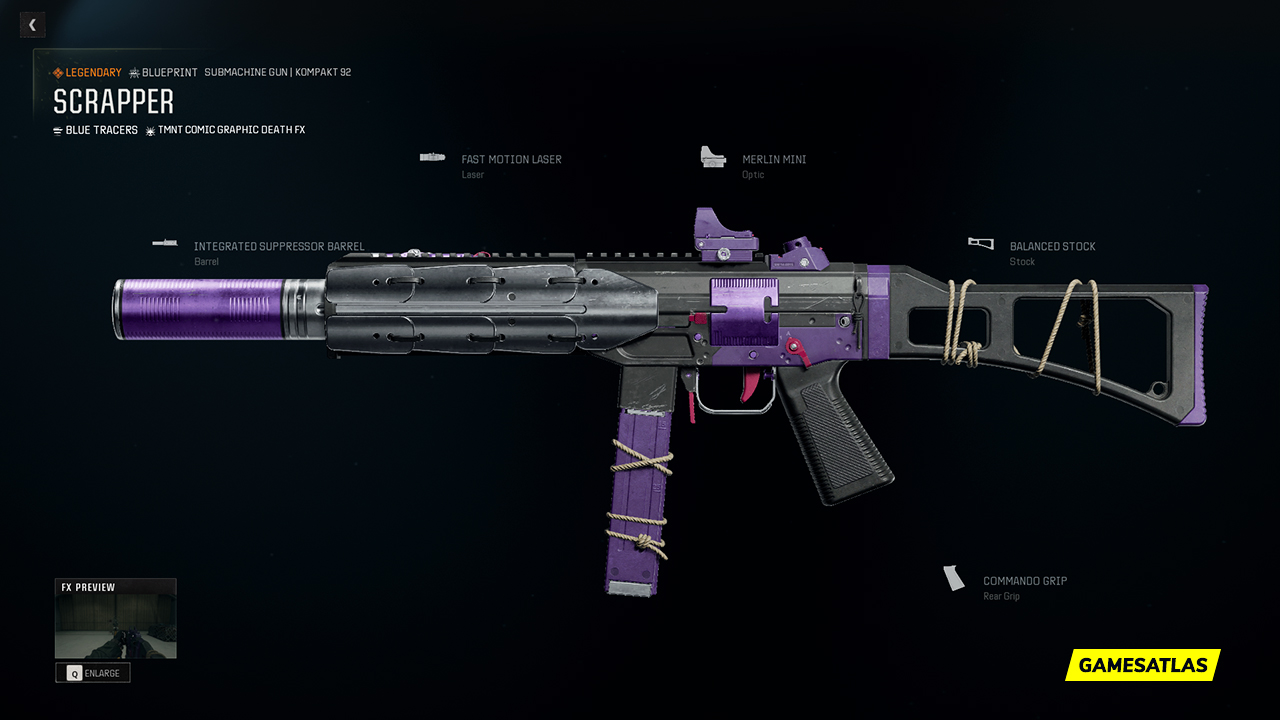 LEGENDARY BLUEPRINT SUBMACHINE GUN | KOMPAKT 92
SCRAPPER
BLUE TRACERS TMNT COMIC GRAPHIC DEATH FX
FAST MOTION LASER
Laser
MERLIN MINI
Optic
INTEGRATED SUPPRESSOR BARREL
Barrel
BALANCED STOCK
Stock
COMMANDO GRIP
Rear Grip
FX PREVIEW
Q ENLARGE
GAMESATLAS